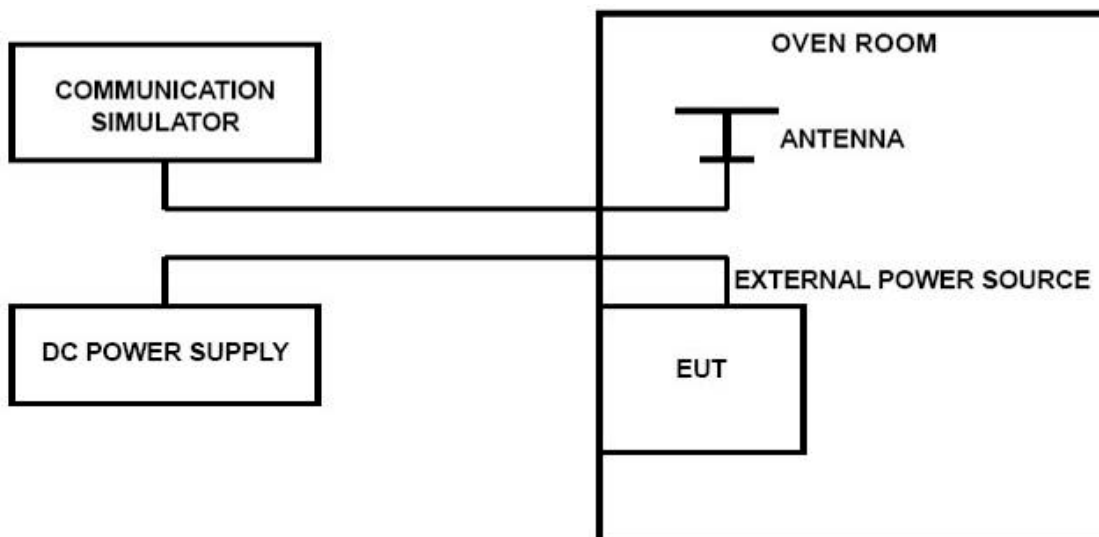 OVEN ROOM
COMMUNICATION
SIMULATOR
ANTENNA
EXTERNAL POWER SOURCE
DC POWER SUPPLY
EUT